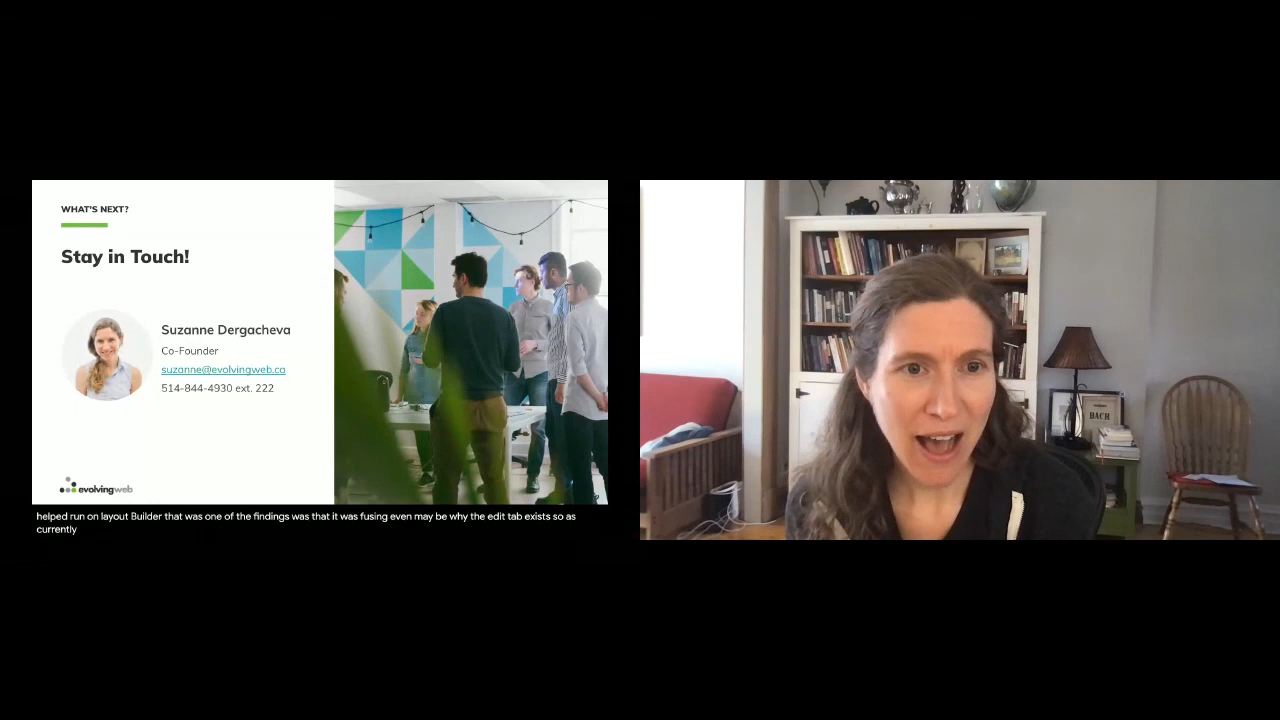 WHAT'S NEXT?
Stay in Touch!
Suzanne Dergacheva
Co-Founder
suzanne@evolvingweb.ca
514-844-4930 ext. 222
evolvingweb
helped run on layout Builder that was one of the findings was that it was fusing even may be why the edit tab exists so as
currently
BACH